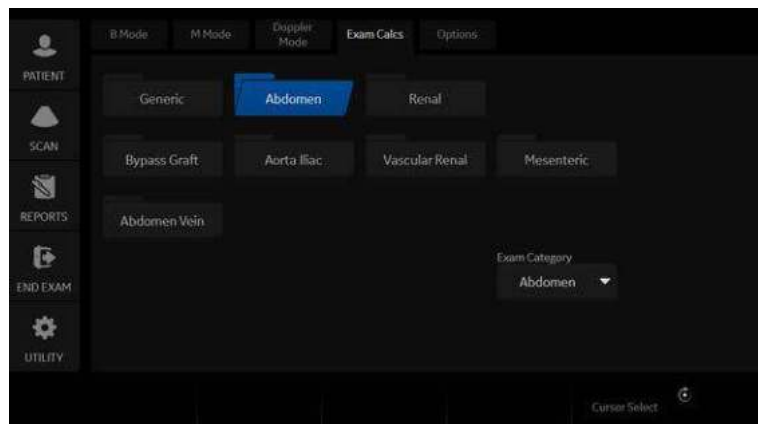 B Mode
M Mode
Doppler
Mode
Exam Calcs
Options
PATIENT
SCAN
REPORTS
END EXAM
UTILITY
Generic
Abdomen
Renal
Bypass Graft
Aorta Iliac
Vascular Renal
Mesenteric
Abdomen Vein
Exam Category
Abdomen
Cursor Select